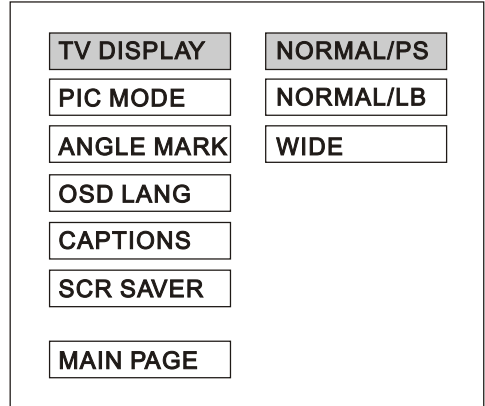 TV DISPLAY NORMAL/PS
PIC MODE NORMAL/LB
ANGLE MARK WIDE
OSD LANG
CAPTIONS
SCR SAVER
MAIN PAGE